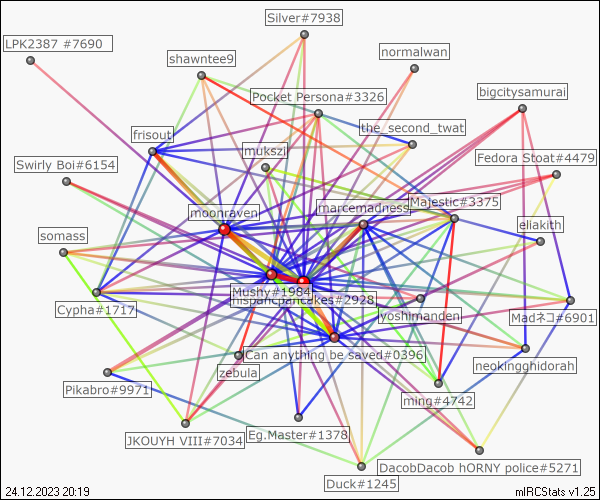 Silver#7938
LPK2387 #7690
normalwan
shawntee9
bigcitysamurai
Pocket Persona#3326
the_second_twat
frisout
mukszi
Fedora Stoat#4479
Swirly Boi#6154
Majestic#3375
marcemadness
moonraven
eliakith
somass
Mushy#1984
Cypha#1717
Madネコ#6901
yoshimanden
Can anything be saved#0396
neokingghidorah
zebula
Pikabro#9971
ming#4742
JKOUYH VIII#7034
Eg.Master#1378
DacobDacob hORNY police#5271
Duck#1245
24.12.2023 20:19
mIRCStats v1.25